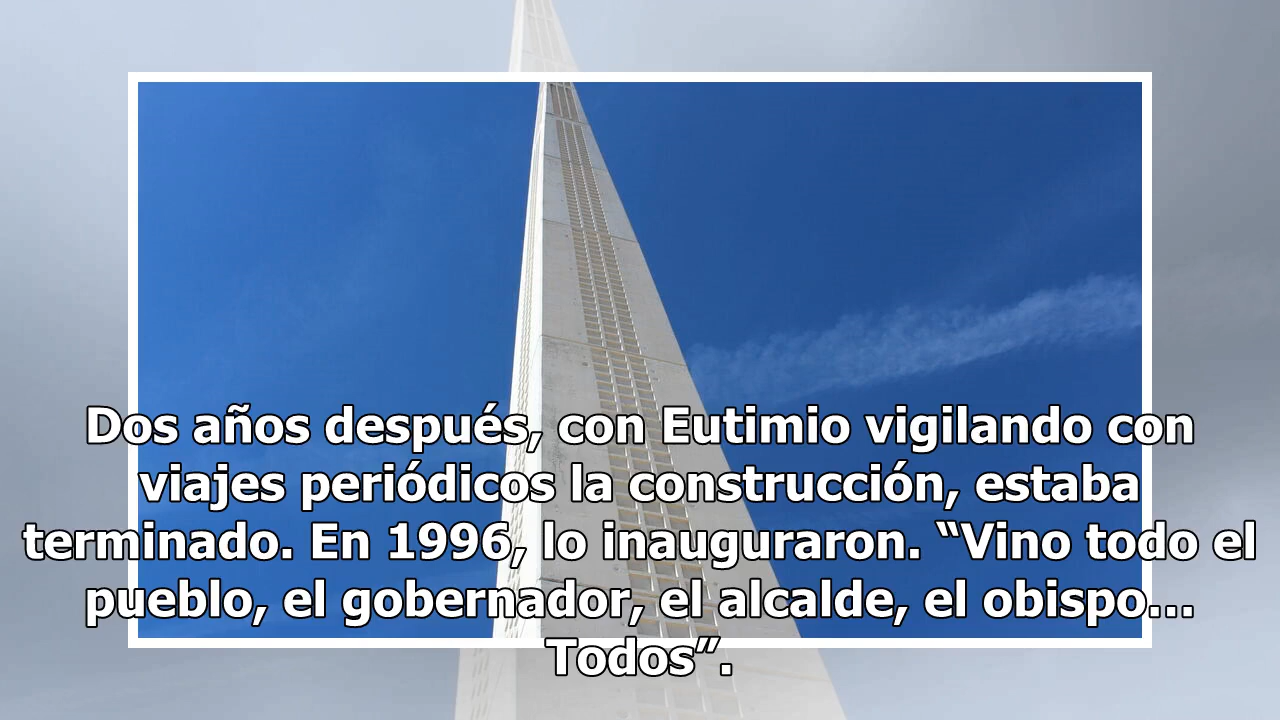 Dos años después, con Eutimio vigilando con
viajes periódicos la construcción, estaba
terminado. En 1996, lo inauguraron. “Vino todo el
pueblo, el gobernador, el alcalde, el obispo...
Todos”.